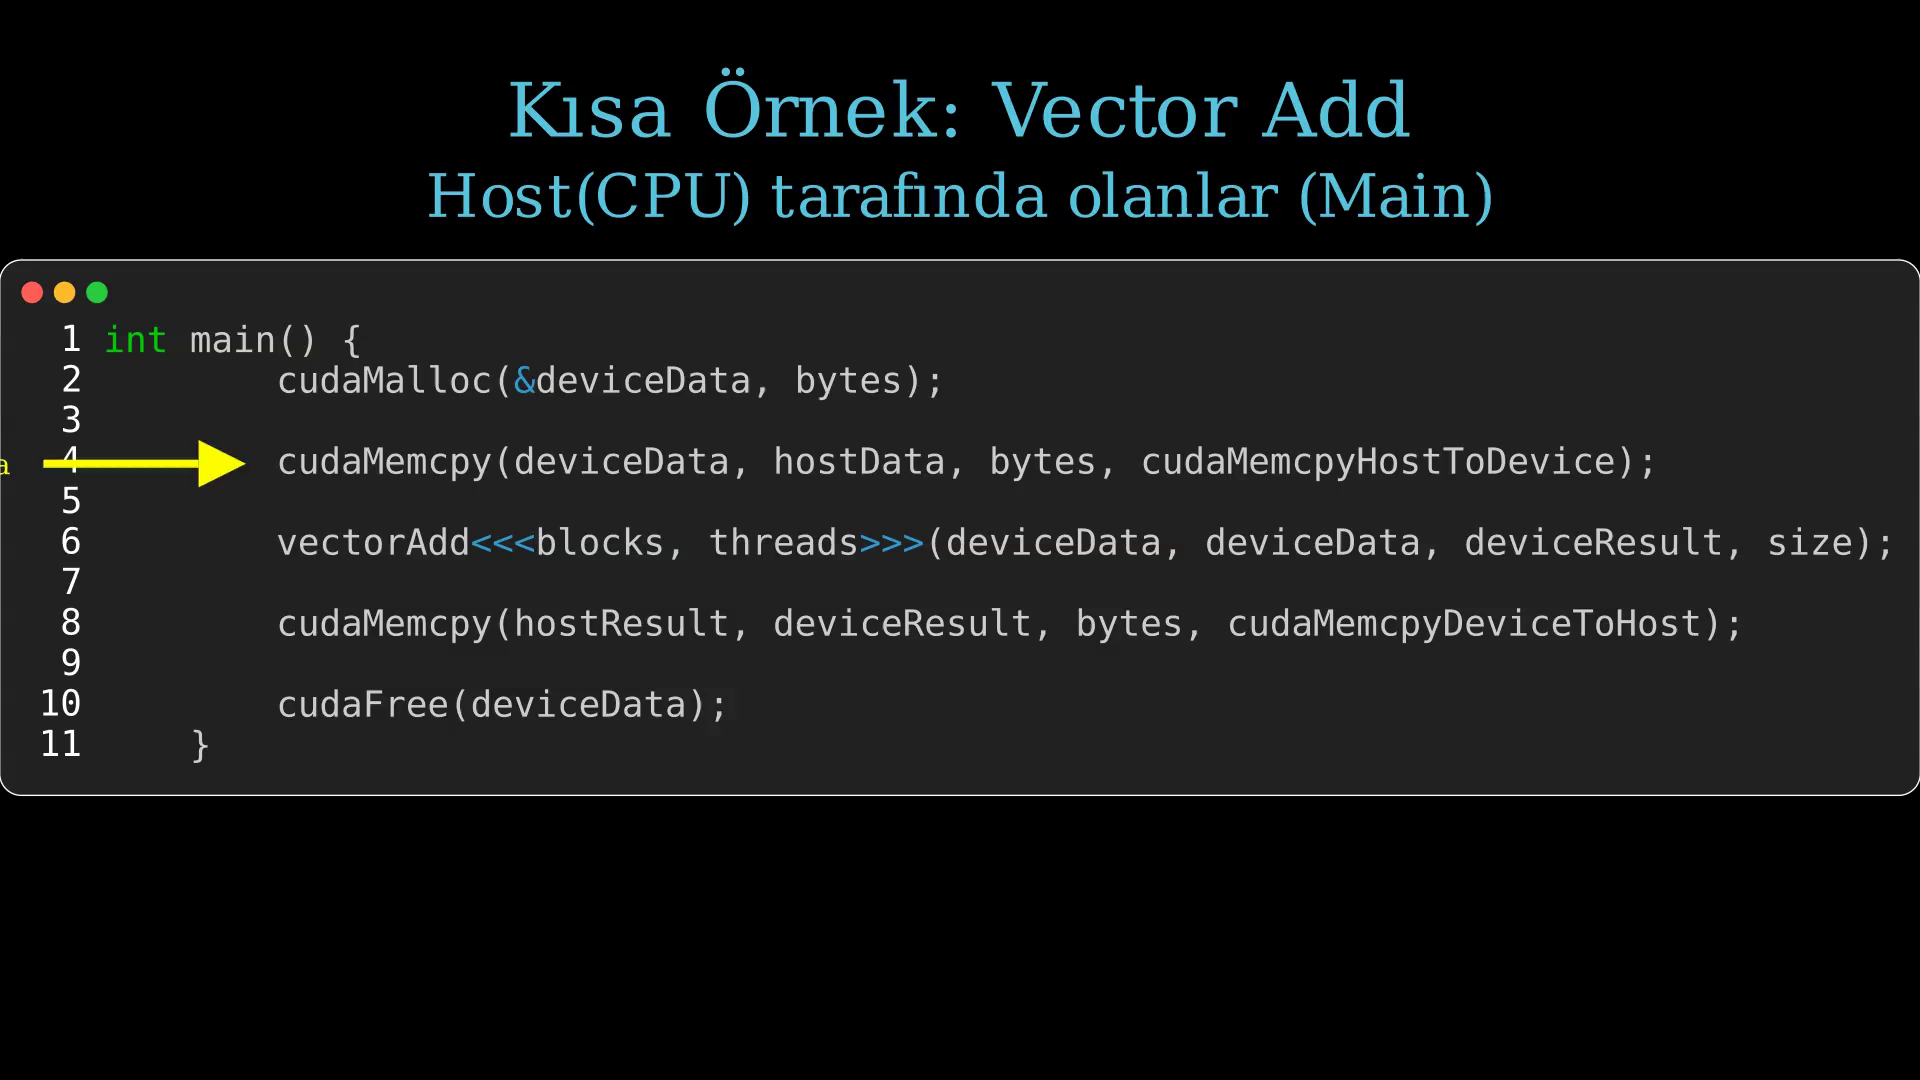 Kısa Örnek: Vector Add
Host(CPU) tarafında olanlar (Main)
1 int main() {
2 cudaMalloc(&deviceData, bytes);
3
a 4 cudaMemcpy(deviceData, hostData, bytes, cudaMemcpyHostToDevice);
5
6 vectorAdd<<<blocks, threads>>>(deviceData, deviceData, deviceResult, size);
7
8 cudaMemcpy(hostResult, deviceResult, bytes, cudaMemcpyDeviceToHost);
9
10 cudaFree(deviceData);
11 }